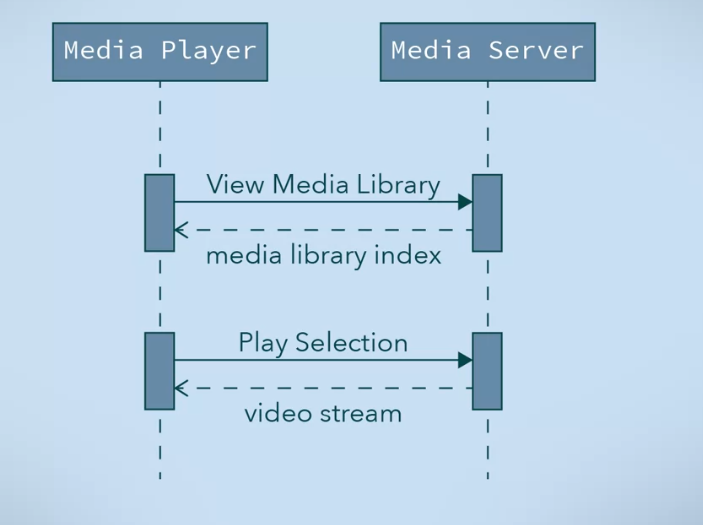 Media Player
Media Server
View Media Library
media library index
Play Selection
video stream